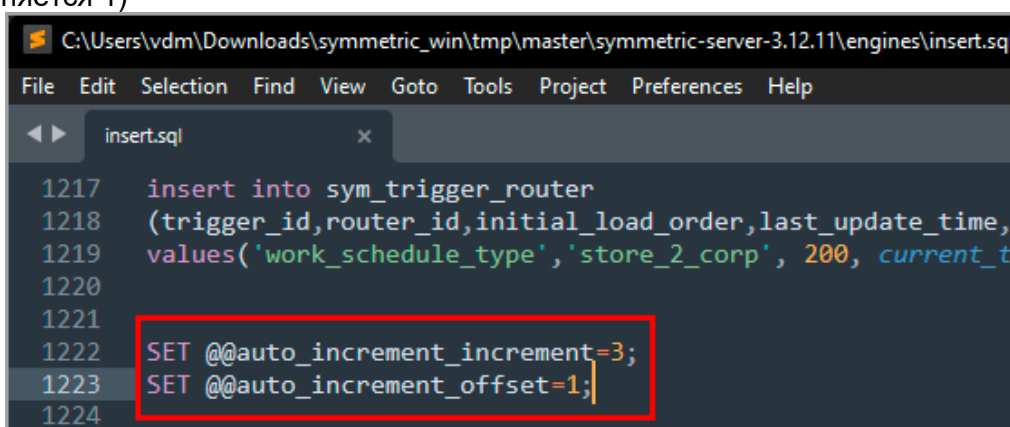 C:\Users\vdm\Downloads\symmetric_win\tmp\master\symmetric-server-3.12.11\engines\insert.sq
File Edit Selection Find View Goto Tools Project Preferences Help
insert.sql
1217 insert into sym_trigger_router
1218 (trigger_id,router_id,initial_load_order,last_update_time,
1219 values('work_schedule_type','store_2_corp', 200, current_t
1220
1221
1222 SET @@auto_increment_increment=3;
1223 SET @@auto_increment_offset=1;
1224